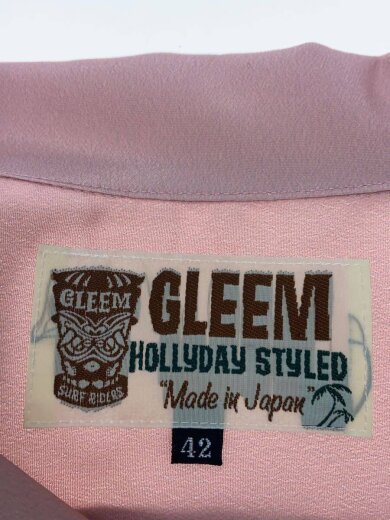 GLEEM
SURF RIDERS
GLEEM
HOLLYDAY STYLED
"Made in Japan"
42